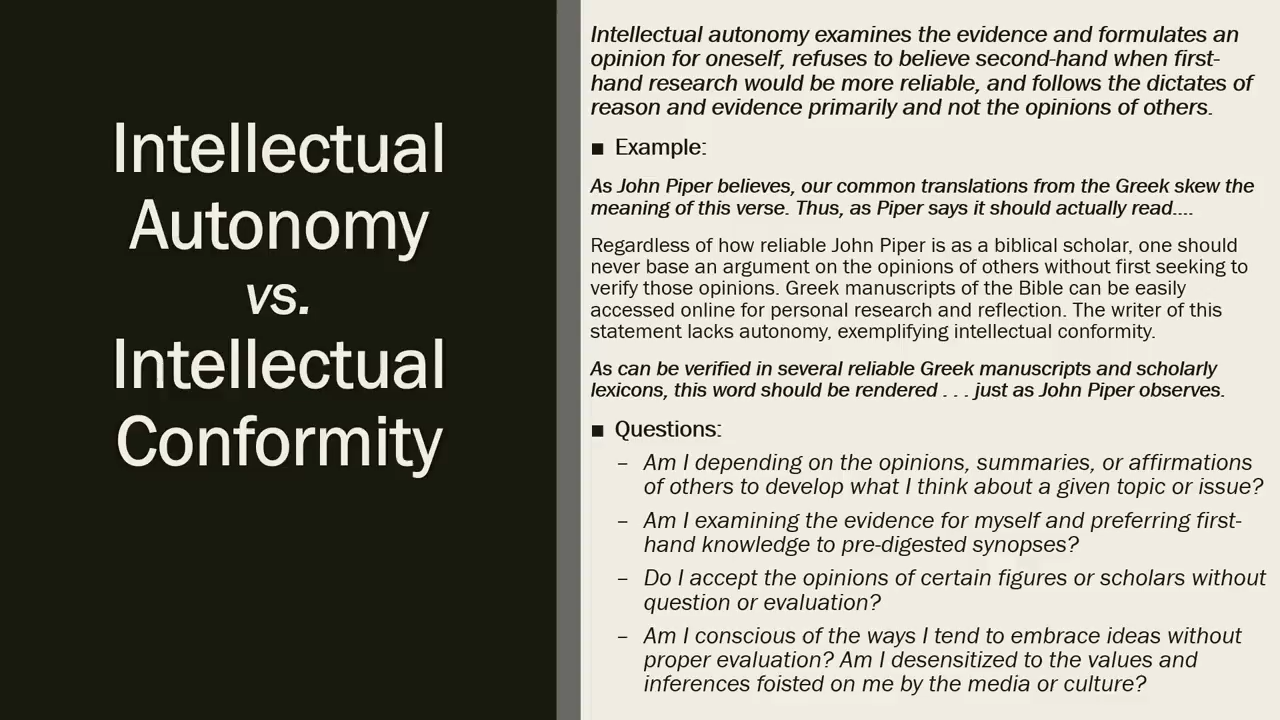 Intellectual
Autonomy
vs.
Intellectual
Conformity
Intellectual autonomy examines the evidence and formulates an
opinion for oneself, refuses to believe second-hand when first-
hand research would be more reliable, and follows the dictates of
reason and evidence primarily and not the opinions of others.
■ Example:
As John Piper believes, our common translations from the Greek skew the
meaning of this verse. Thus, as Piper says it should actually read....
Regardless of how reliable John Piper is as a biblical scholar, one should
never base an argument on the opinions of others without first seeking to
verify those opinions. Greek manuscripts of the Bible can be easily
accessed online for personal research and reflection. The writer of this
statement lacks autonomy, exemplifying intellectual conformity.
As can be verified in several reliable Greek manuscripts and scholarly
lexicons, this word should be rendered . . . just as John Piper observes.
■ Questions:
– Am I depending on the opinions, summaries, or affirmations
of others to develop what I think about a given topic or issue?
– Am I examining the evidence for myself and preferring first-
hand knowledge to pre-digested synopses?
– Do I accept the opinions of certain figures or scholars without
question or evaluation?
– Am I conscious of the ways I tend to embrace ideas without
proper evaluation? Am I desensitized to the values and
inferences foisted on me by the media or culture?